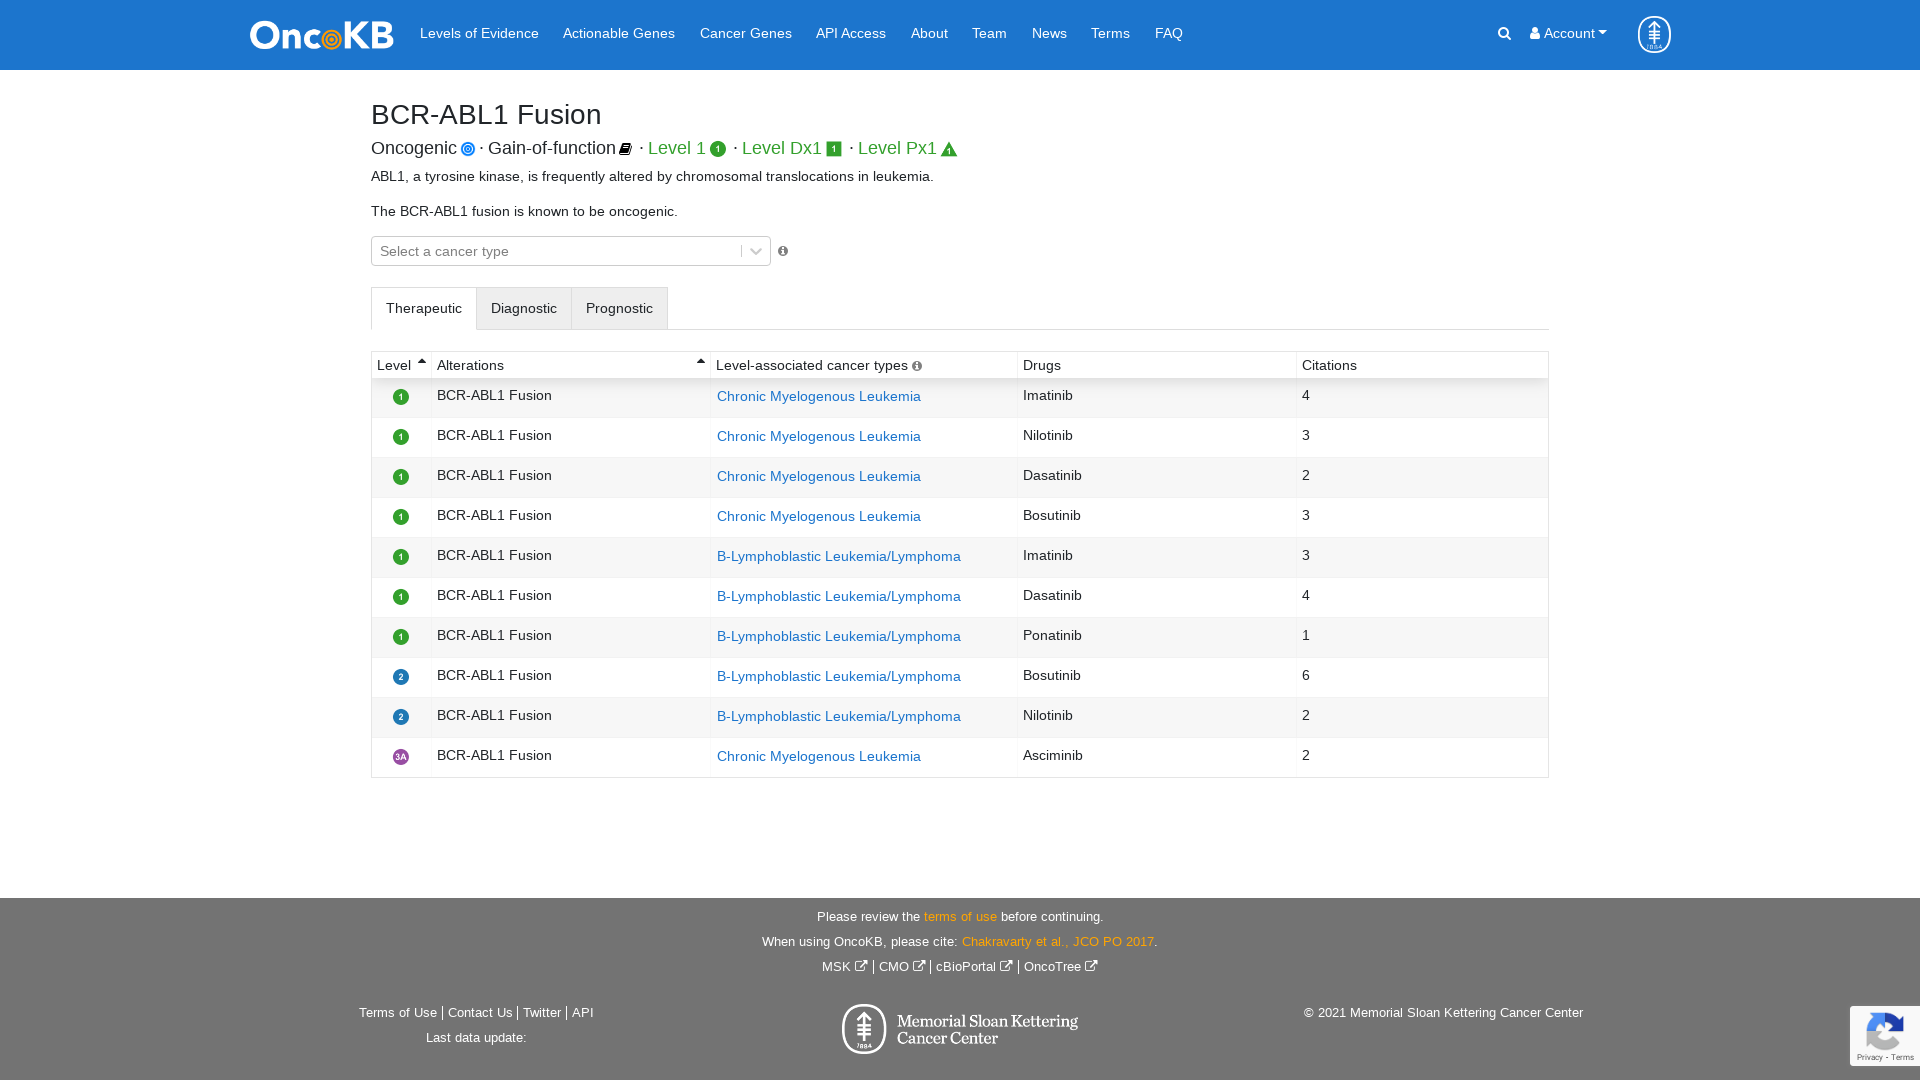 OncoKB Levels of Evidence Actionable Genes Cancer Genes API Access About Team News Terms FAQ Account
BCR-ABL1 Fusion
Oncogenic · Gain-of-function · Level 1 1 · Level Dx1 1 · Level Px1 1
ABL1, a tyrosine kinase, is frequently altered by chromosomal translocations in leukemia.
The BCR-ABL1 fusion is known to be oncogenic.
Select a cancer type
Therapeutic Diagnostic Prognostic
Level Alterations Level-associated cancer types Drugs Citations
1 BCR-ABL1 Fusion Chronic Myelogenous Leukemia Imatinib 4
1 BCR-ABL1 Fusion Chronic Myelogenous Leukemia Nilotinib 3
1 BCR-ABL1 Fusion Chronic Myelogenous Leukemia Dasatinib 2
1 BCR-ABL1 Fusion Chronic Myelogenous Leukemia Bosutinib 3
1 BCR-ABL1 Fusion B-Lymphoblastic Leukemia/Lymphoma Imatinib 3
1 BCR-ABL1 Fusion B-Lymphoblastic Leukemia/Lymphoma Dasatinib 4
1 BCR-ABL1 Fusion B-Lymphoblastic Leukemia/Lymphoma Ponatinib 1
2 BCR-ABL1 Fusion B-Lymphoblastic Leukemia/Lymphoma Bosutinib 6
2 BCR-ABL1 Fusion B-Lymphoblastic Leukemia/Lymphoma Nilotinib 2
3A BCR-ABL1 Fusion Chronic Myelogenous Leukemia Asciminib 2
Please review the terms of use before continuing.
When using OncoKB, please cite: Chakravarty et al., JCO PO 2017.
MSK | CMO | cBioPortal | OncoTree
Terms of Use | Contact Us | Twitter | API
Last data update:
1884
Memorial Sloan Kettering
Cancer Center
© 2021 Memorial Sloan Kettering Cancer Center
Privacy - Terms